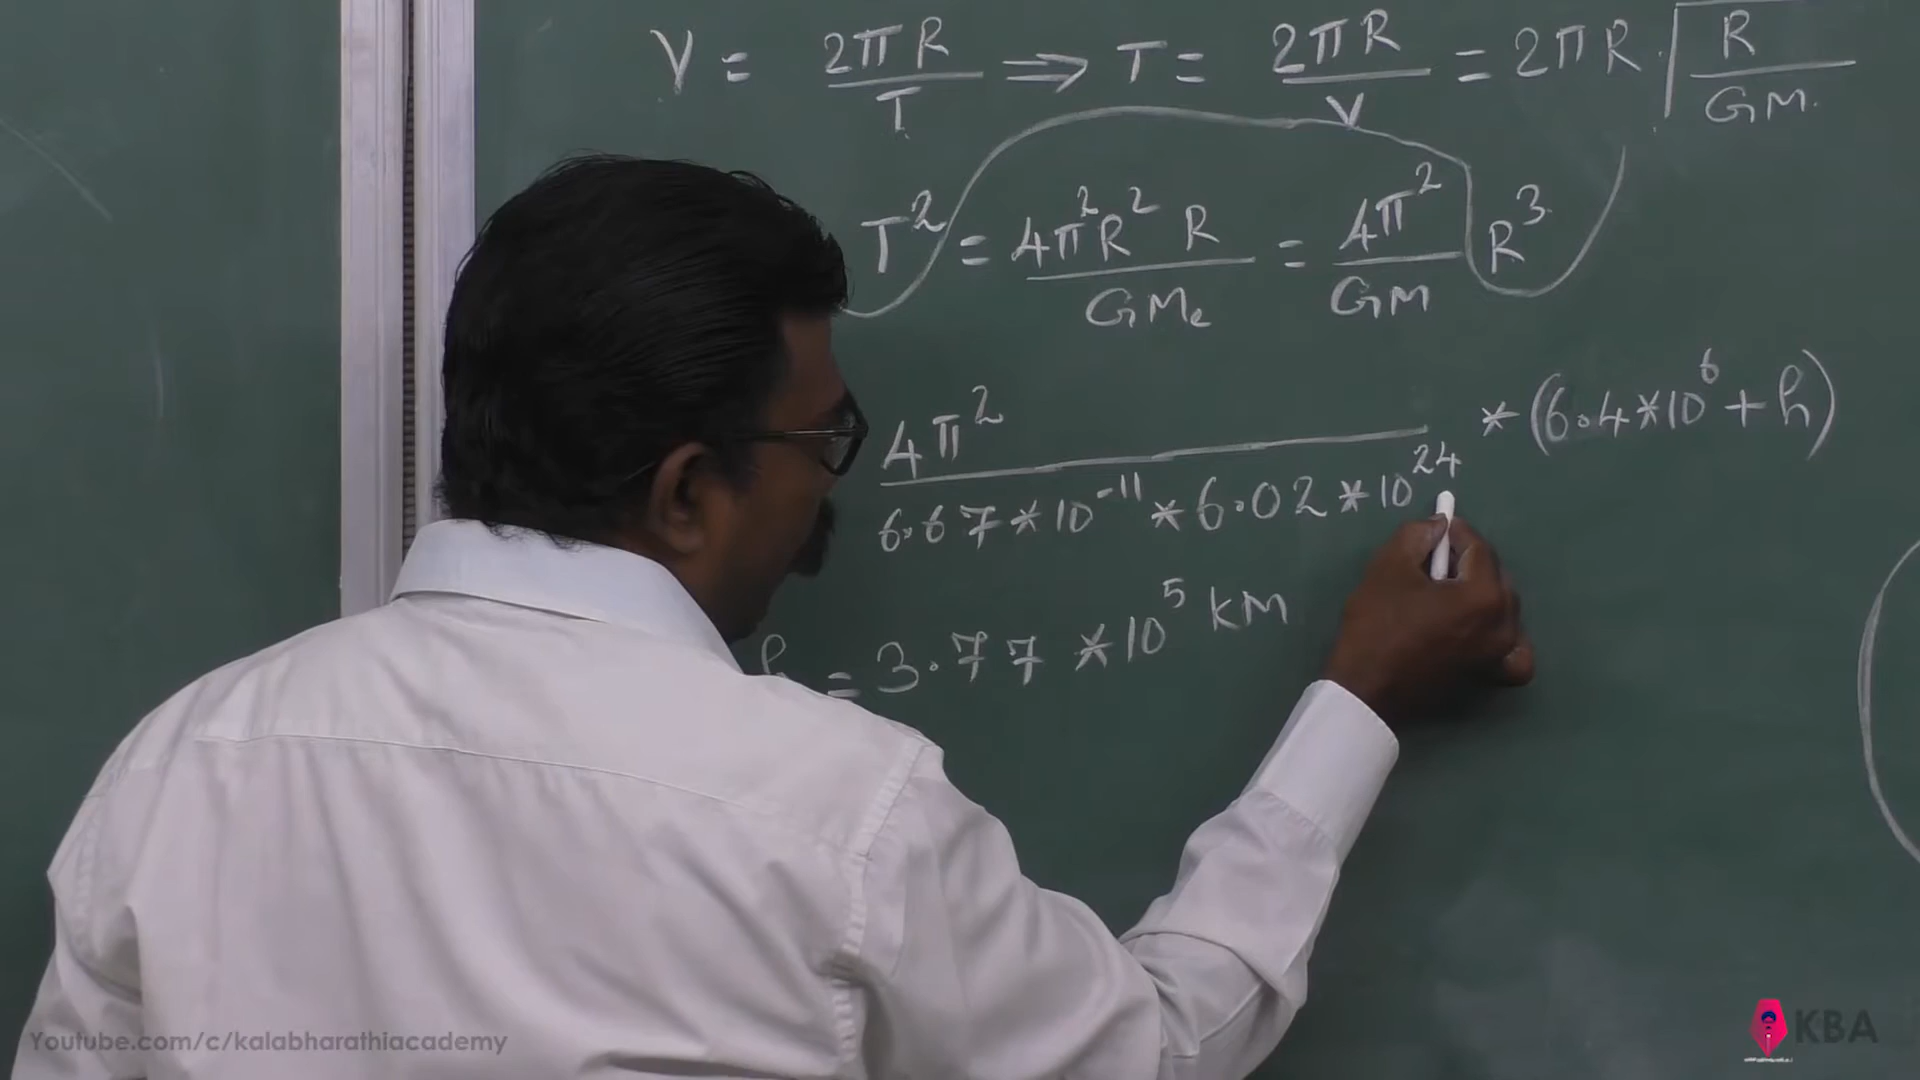 V = 2πR / T ⇒ T = 2πR / V = 2πR . √(R / GM.)
T² = 4π²R² R / GMe = 4π² / GM R³
4π² / 6.67 * 10⁻¹¹ * 6.02 * 10²⁴ * (6.4 * 10⁶ + h)
h = 3.77 * 10⁵ KM
Youtube.com/c/kalabharathiacademy
KBA